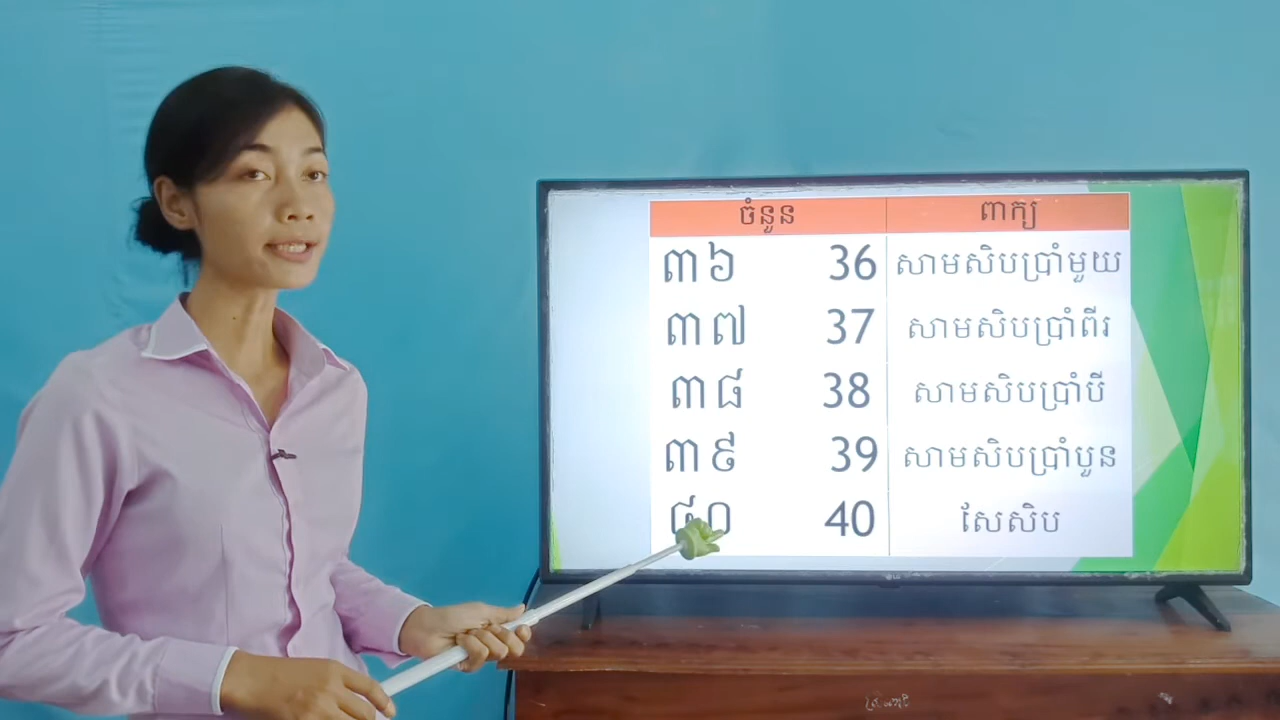 ចំនួន ពាក្យ
៣៦ 36 សាមសិបប្រាំមួយ
៣៧ 37 សាមសិបប្រាំពីរ
៣៨ 38 សាមសិបប្រាំបី
៣៩ 39 សាមសិបប្រាំបួន
៤០ 40 សែសិប
LG